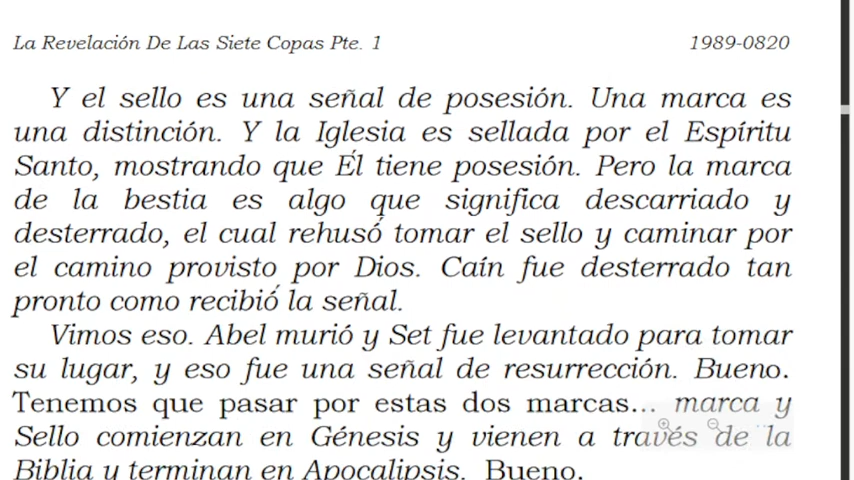 La Revelación De Las Siete Copas Pte. 1 1989-0820
Y el sello es una señal de posesión. Una marca es
una distinción. Y la Iglesia es sellada por el Espíritu
Santo, mostrando que Él tiene posesión. Pero la marca
de la bestia es algo que significa descarriado y
desterrado, el cual rehusó tomar el sello y caminar por
el camino provisto por Dios. Caín fue desterrado tan
pronto como recibió la señal.
Vimos eso. Abel murió y Set fue levantado para tomar
su lugar, y eso fue una señal de resurrección. Bueno.
Tenemos que pasar por estas dos marcas... marca y
Sello comienzan en Génesis y vienen a través de la
Biblia y terminan en Apocalipsis. Bueno.